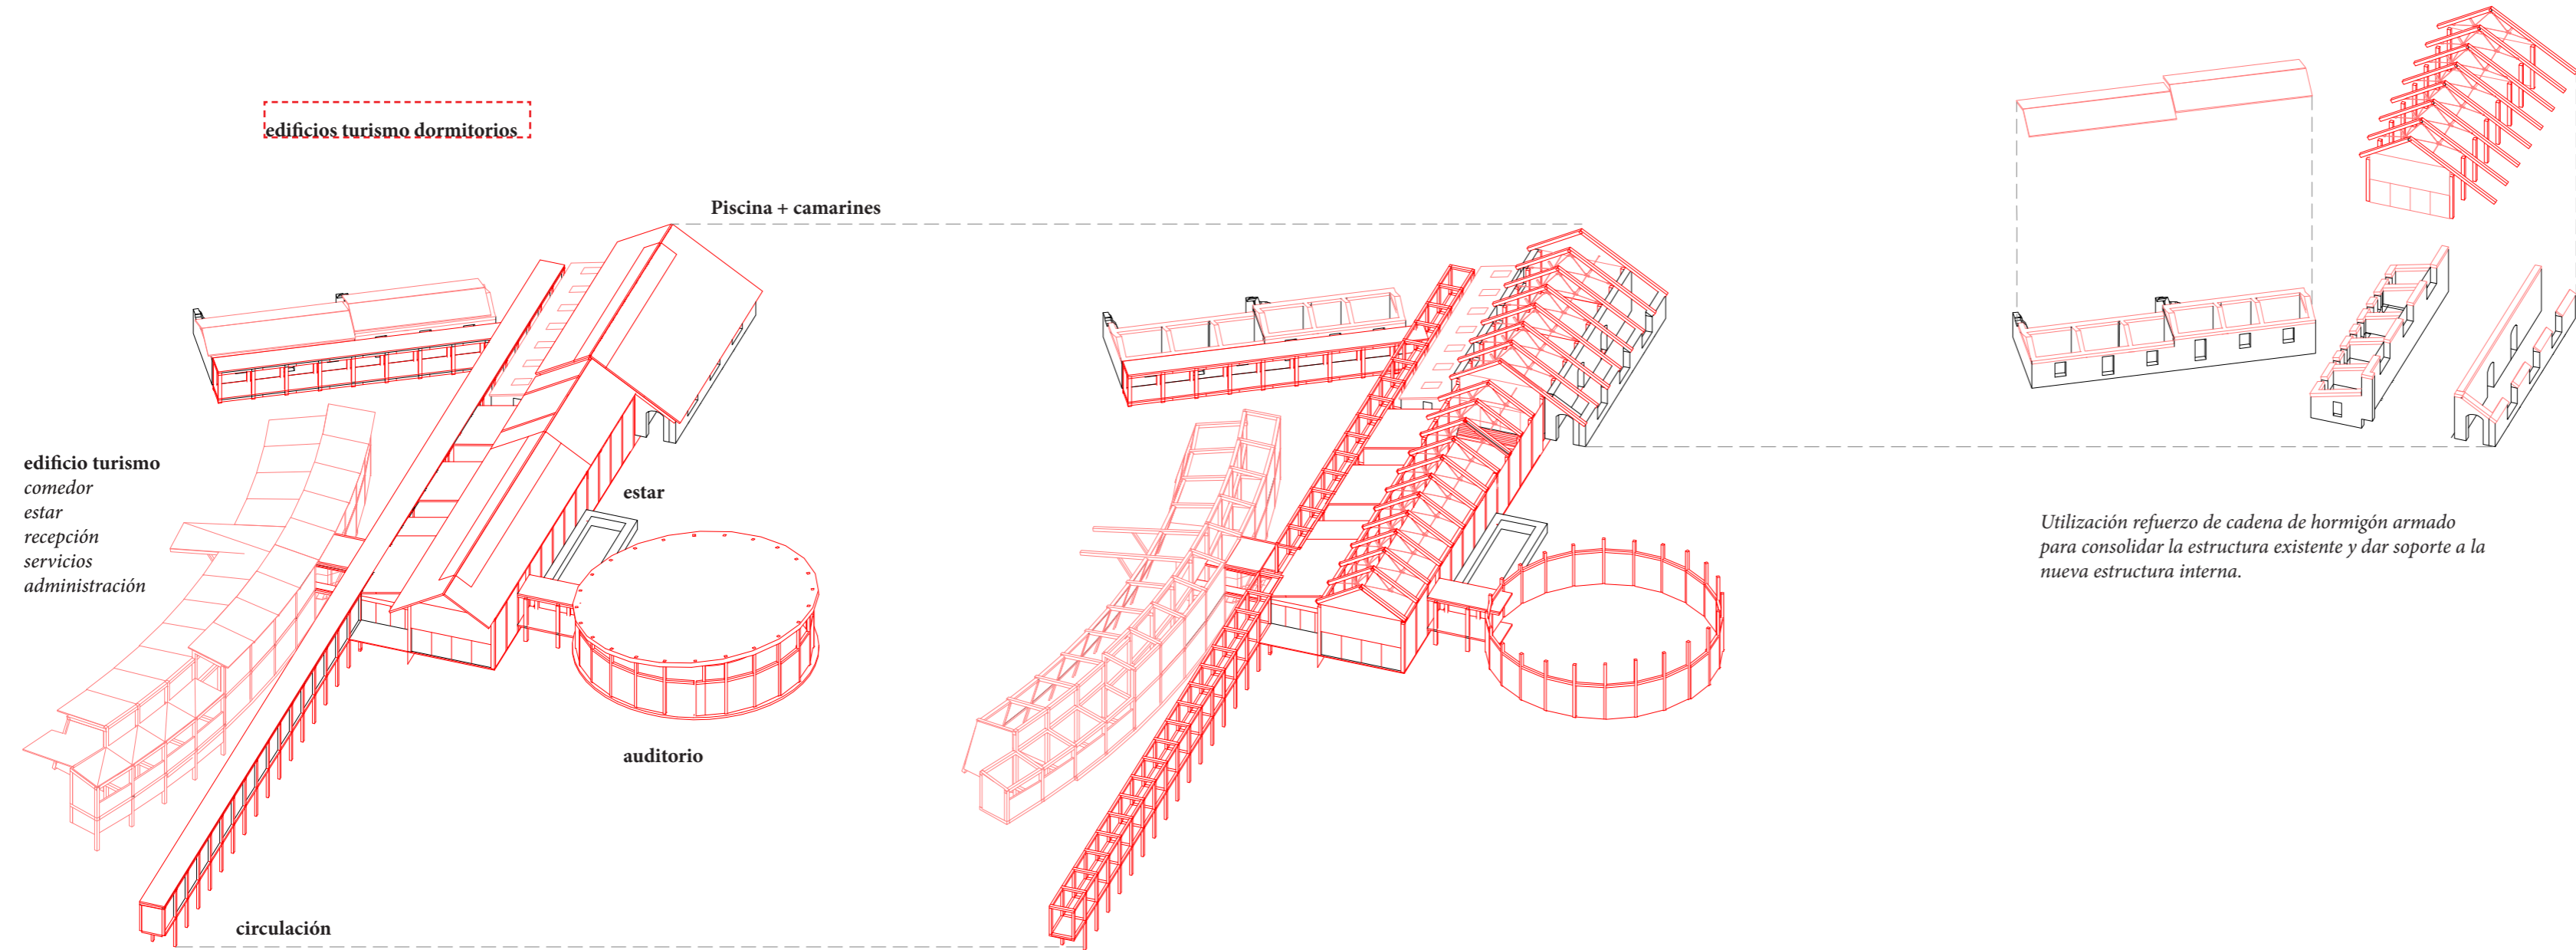 edificios turismo dormitorios
Piscina + camarines
edificio turismo
comedor
estar
recepción
servicios
administración
estar
auditorio
circulación
Utilización refuerzo de cadena de hormigón armado
para consolidar la estructura existente y dar soporte a la
nueva estructura interna.